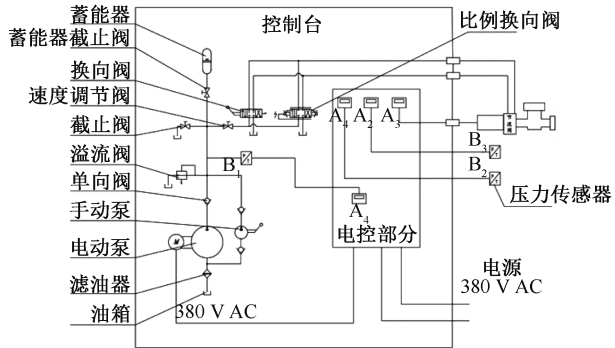 蓄能器
控制台
比例换向阀
蓄能器截止阀
换向阀
速度调节阀
截止阀
A4 A2 A3
节流阀
溢流阀
B1
B3
单向阀
B2
压力传感器
手动泵
A4
电控部分
电动泵
M
电源
380 V AC
滤油器
油箱
380 V AC